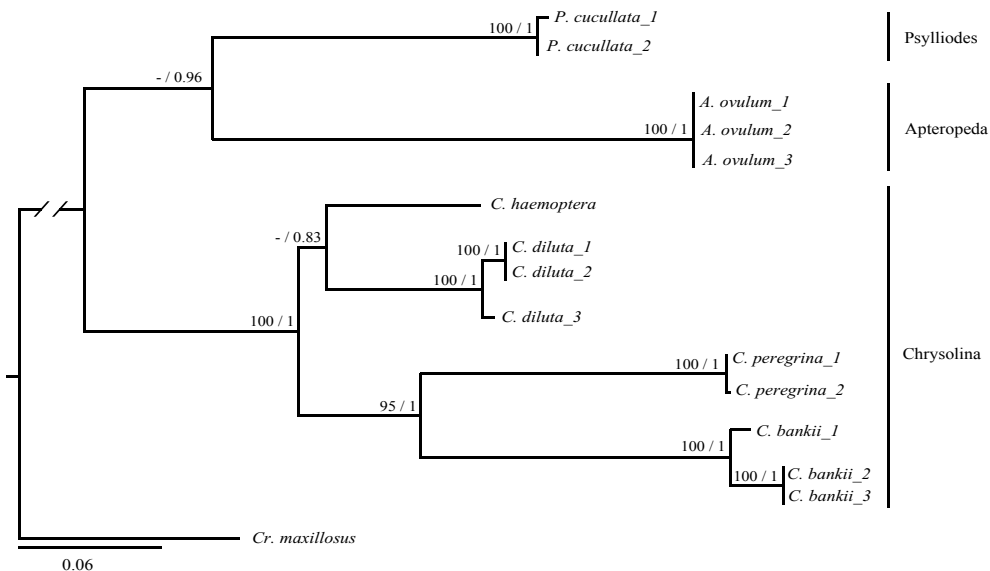 P. cucullata_1
100 / 1
P. cucullata_2
Psylliodes
- / 0.96
A. ovulum_1
100 / 1
A. ovulum_2
Apteropeda
A. ovulum_3
C. haemoptera
- / 0.83
C. diluta_1
100 / 1
C. diluta_2
100 / 1
C. diluta_3
100 / 1
Chrysolina
C. peregrina_1
100 / 1
C. peregrina_2
95 / 1
C. bankii_1
100 / 1
C. bankii_2
100 / 1
C. bankii_3
Cr. maxillosus
0.06